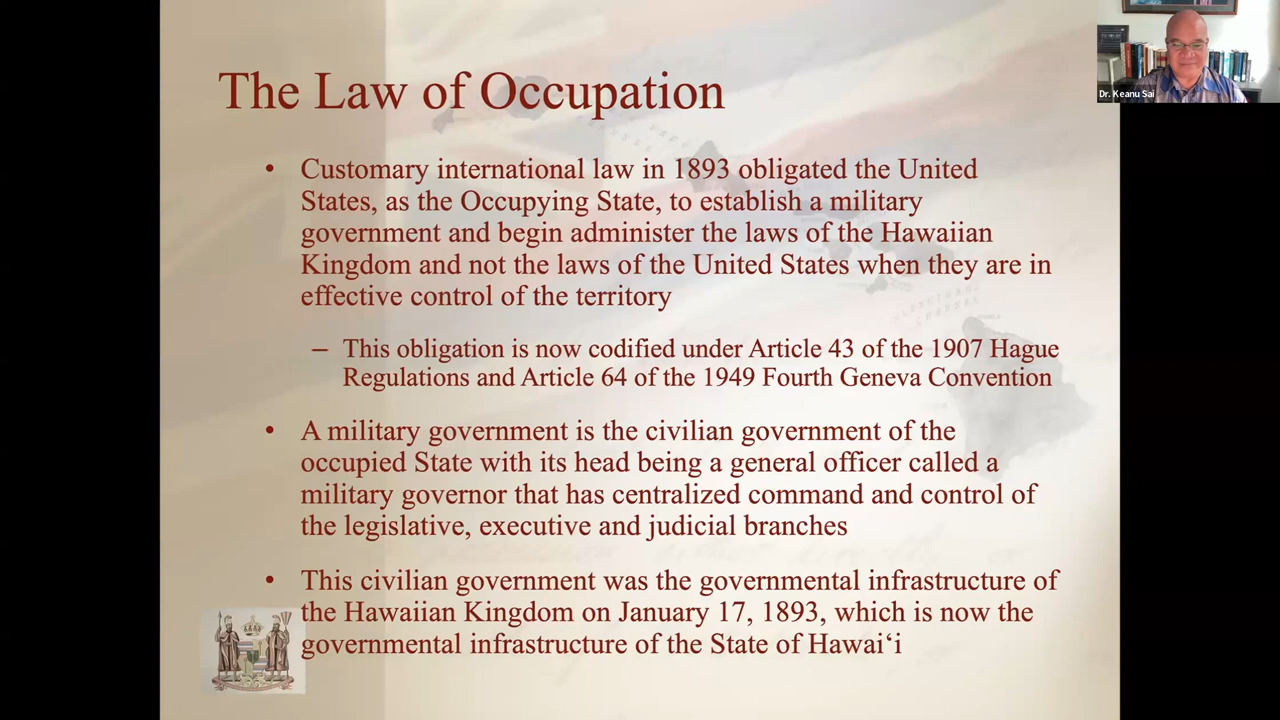 The Law of Occupation
Dr. Keanu Sai
• Customary international law in 1893 obligated the United
States, as the Occupying State, to establish a military
government and begin administer the laws of the Hawaiian
Kingdom and not the laws of the United States when they are in
effective control of the territory
– This obligation is now codified under Article 43 of the 1907 Hague
Regulations and Article 64 of the 1949 Fourth Geneva Convention
• A military government is the civilian government of the
occupied State with its head being a general officer called a
military governor that has centralized command and control of
the legislative, executive and judicial branches
• This civilian government was the governmental infrastructure of
the Hawaiian Kingdom on January 17, 1893, which is now the
governmental infrastructure of the State of Hawai‘i